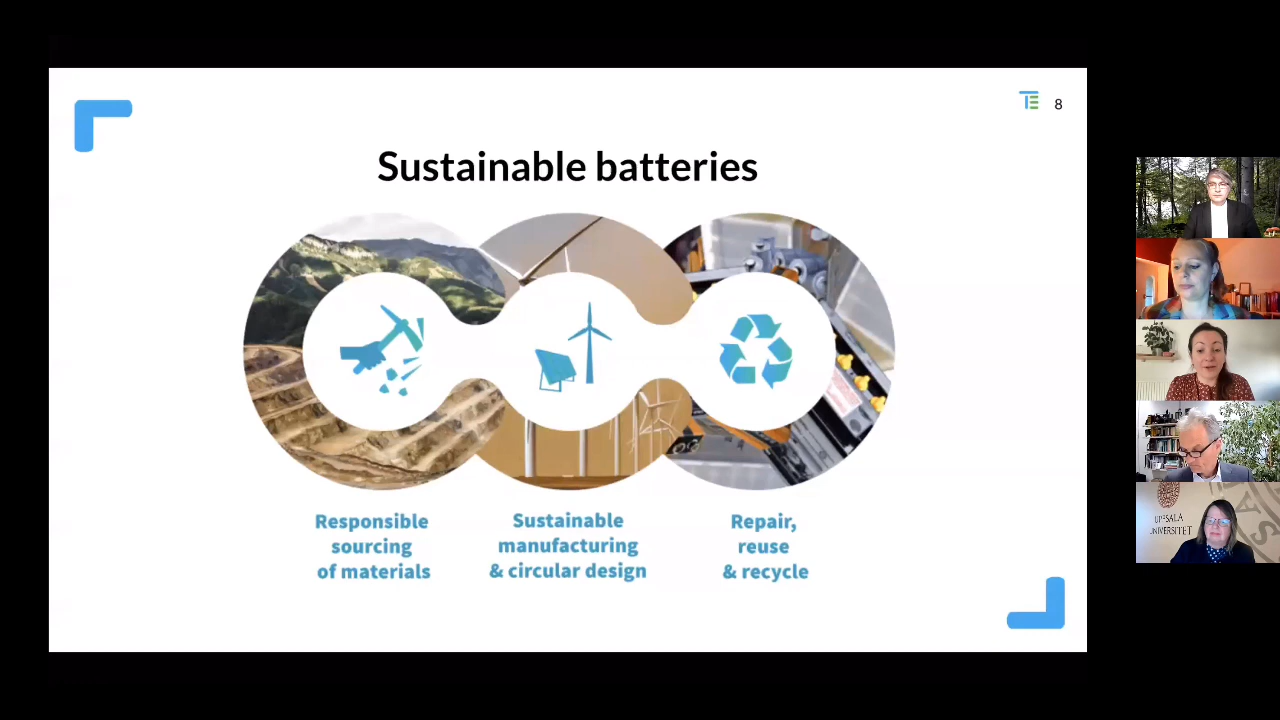 8
Sustainable batteries
Responsible
sourcing
of materials
Sustainable
manufacturing
& circular design
Repair,
reuse
& recycle
UPPSALA
UNIVERSITET